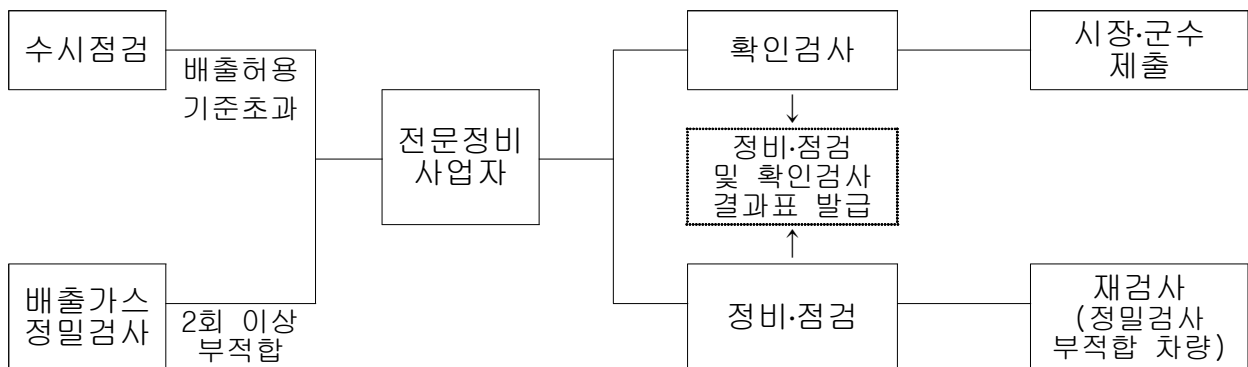 수시점검
배출허용
기준초과
전문정비
사업자
확인검사
시장·군수
제출
정비·점검
및 확인검사
결과표 발급
배출가스
정밀검사
2회 이상
부적합
정비·점검
재검사
(정밀검사
부적합 차량)